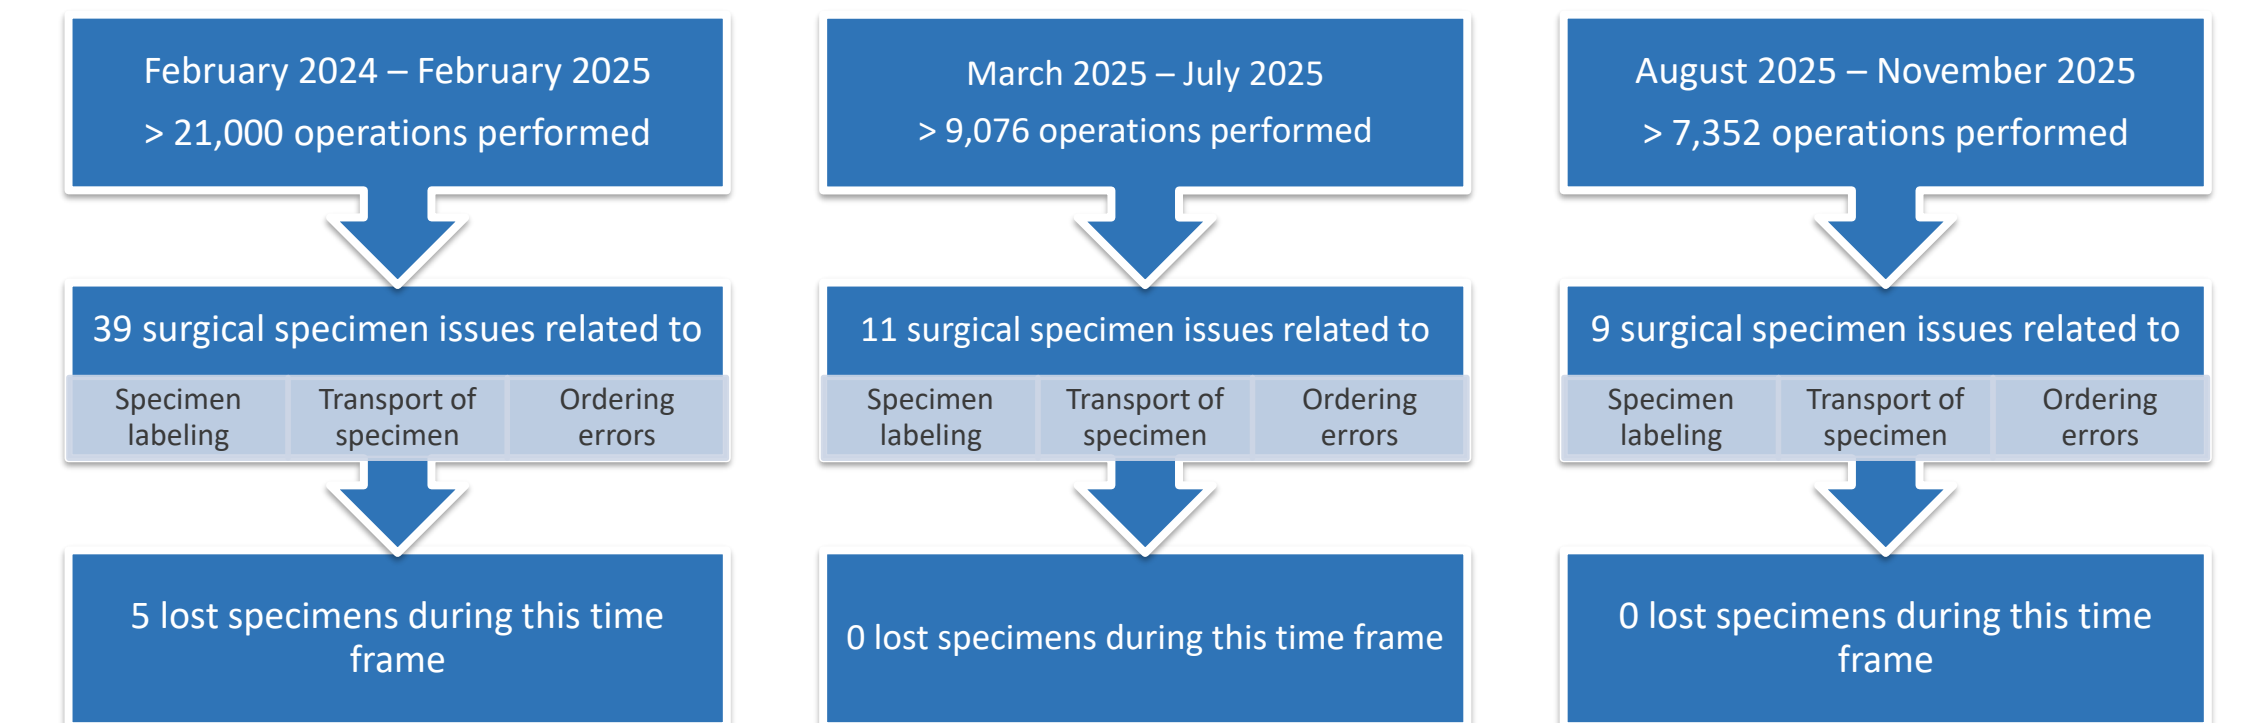 February 2024 – February 2025
> 21,000 operations performed
39 surgical specimen issues related to
Specimen
labeling
Transport of
specimen
Ordering
errors
5 lost specimens during this time
frame
March 2025 – July 2025
> 9,076 operations performed
11 surgical specimen issues related to
Specimen
labeling
Transport of
specimen
Ordering
errors
0 lost specimens during this time frame
August 2025 – November 2025
> 7,352 operations performed
9 surgical specimen issues related to
Specimen
labeling
Transport of
specimen
Ordering
errors
0 lost specimens during this time
frame